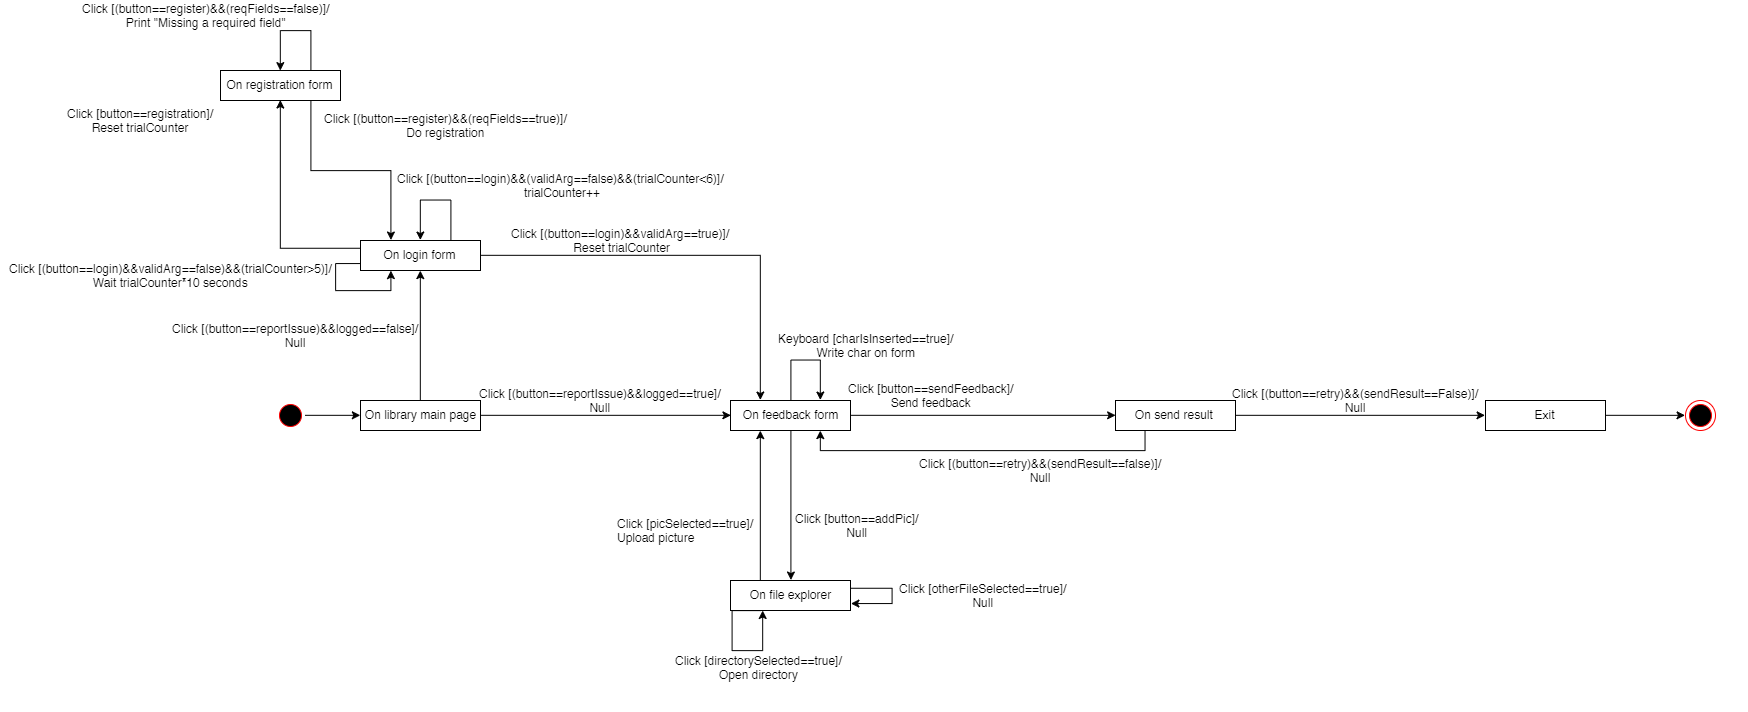 Click [(button==register)&&(reqFields==false)]/
Print "Missing a required field"
On registration form
Click [button==registration]/
Reset trialCounter
Click [(button==register)&&(reqFields==true)]/
Do registration
Click [(button==login)&&(validArg==false)&&(trialCounter<6)]/
trialCounter++
Click [(button==login)&&validArg==true)]/
Reset trialCounter
On login form
Click [(button==login)&&validArg==false)&&(trialCounter>5)]/
Wait trialCounter*10 seconds
Click [(button==reportIssue)&&logged==false]/
Null
Keyboard [charIsInserted==true]/
Write char on form
On library main page
Click [(button==reportIssue)&&logged==true]/
Null
On feedback form
Click [button==sendFeedback]/
Send feedback
On send result
Click [(button==retry)&&(sendResult==False)]/
Null
Exit
Click [(button==retry)&&(sendResult==false)]/
Null
Click [picSelected==true]/
Upload picture
Click [button==addPic]/
Null
On file explorer
Click [otherFileSelected==true]/
Null
Click [directorySelected==true]/
Open directory